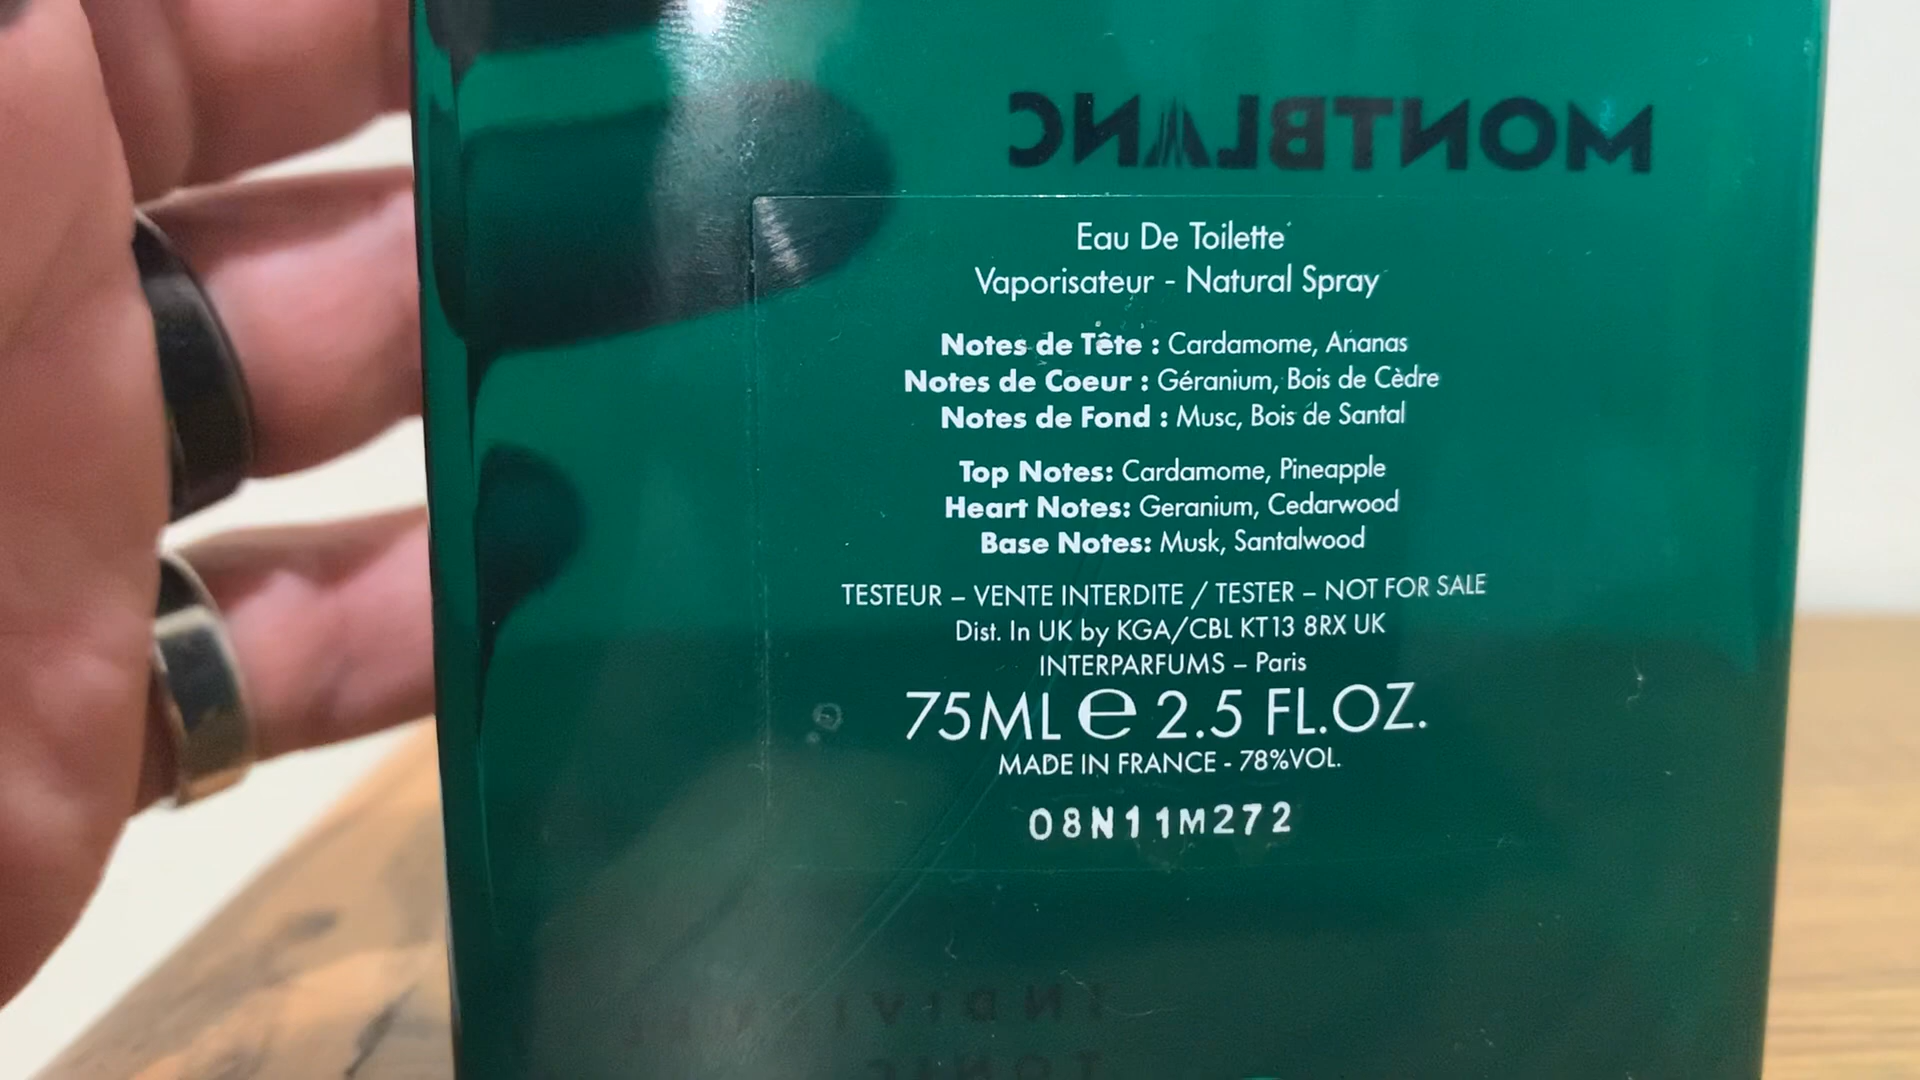 MONTBLANC
Eau De Toilette
Vaporisateur - Natural Spray
Notes de Tête : Cardamome, Ananas
Notes de Coeur : Géranium, Bois de Cèdre
Notes de Fond : Musc, Bois de Santal
Top Notes: Cardamome, Pineapple
Heart Notes: Geranium, Cedarwood
Base Notes: Musk, Santalwood
TESTEUR – VENTE INTERDITE / TESTER – NOT FOR SALE
Dist. In UK by KGA/CBL KT13 8RX UK
INTERPARFUMS – Paris
75ML e 2.5 FL.OZ.
MADE IN FRANCE - 78%VOL.
08N11M272